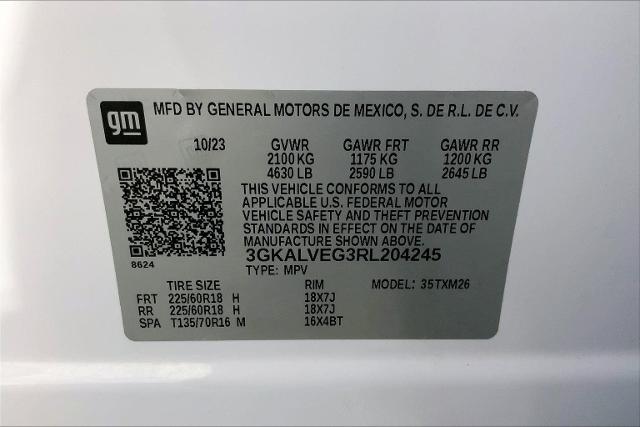 gm
MFD BY GENERAL MOTORS DE MEXICO, S. DE R.L. DE C.V.
10/23 GVWR GAWR FRT GAWR RR
2100 KG 1175 KG 1200 KG
4630 LB 2590 LB 2645 LB
THIS VEHICLE CONFORMS TO ALL
APPLICABLE U.S. FEDERAL MOTOR
VEHICLE SAFETY AND THEFT PREVENTION
STANDARDS IN EFFECT ON THE DATE OF
MANUFACTURE SHOWN ABOVE.
3GKALVEG3RL204245
8624
TYPE: MPV
TIRE SIZE RIM MODEL: 35TXM26
FRT 225/60R18 H 18X7J
RR 225/60R18 H 18X7J
SPA T135/70R16 M 16X4BT